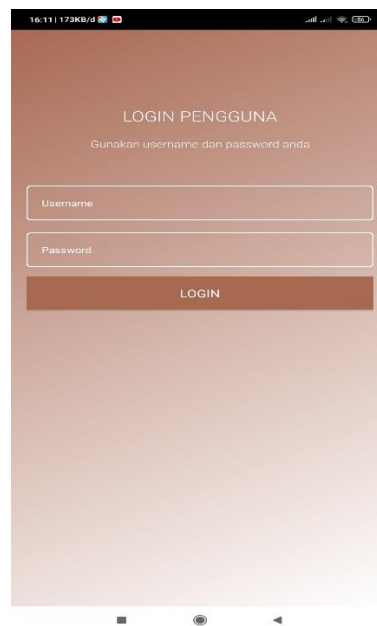 16:11 | 173KB/d
LOGIN PENGGUNA
Gunakan username dan password anda
Username
Password
LOGIN